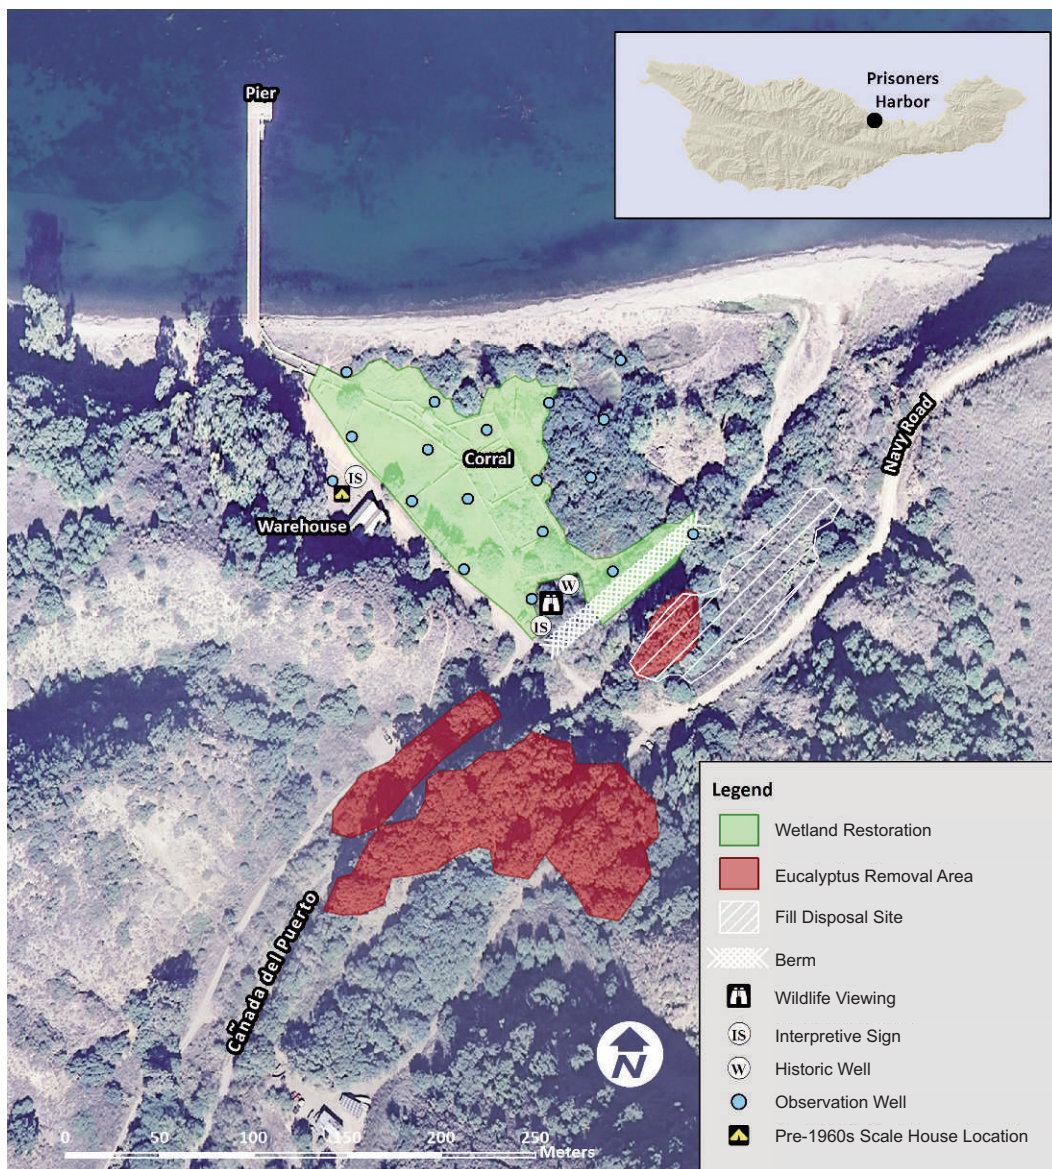 Pier
Prisoners
Harbor
Navy Road
Corral
IS
Warehouse
W
IS
Cañada del Puerto
N
0 50 100 150 200 250
Meters
Legend
Wetland Restoration
Eucalyptus Removal Area
Fill Disposal Site
Berm
Wildlife Viewing
IS Interpretive Sign
W Historic Well
Observation Well
Pre-1960s Scale House Location